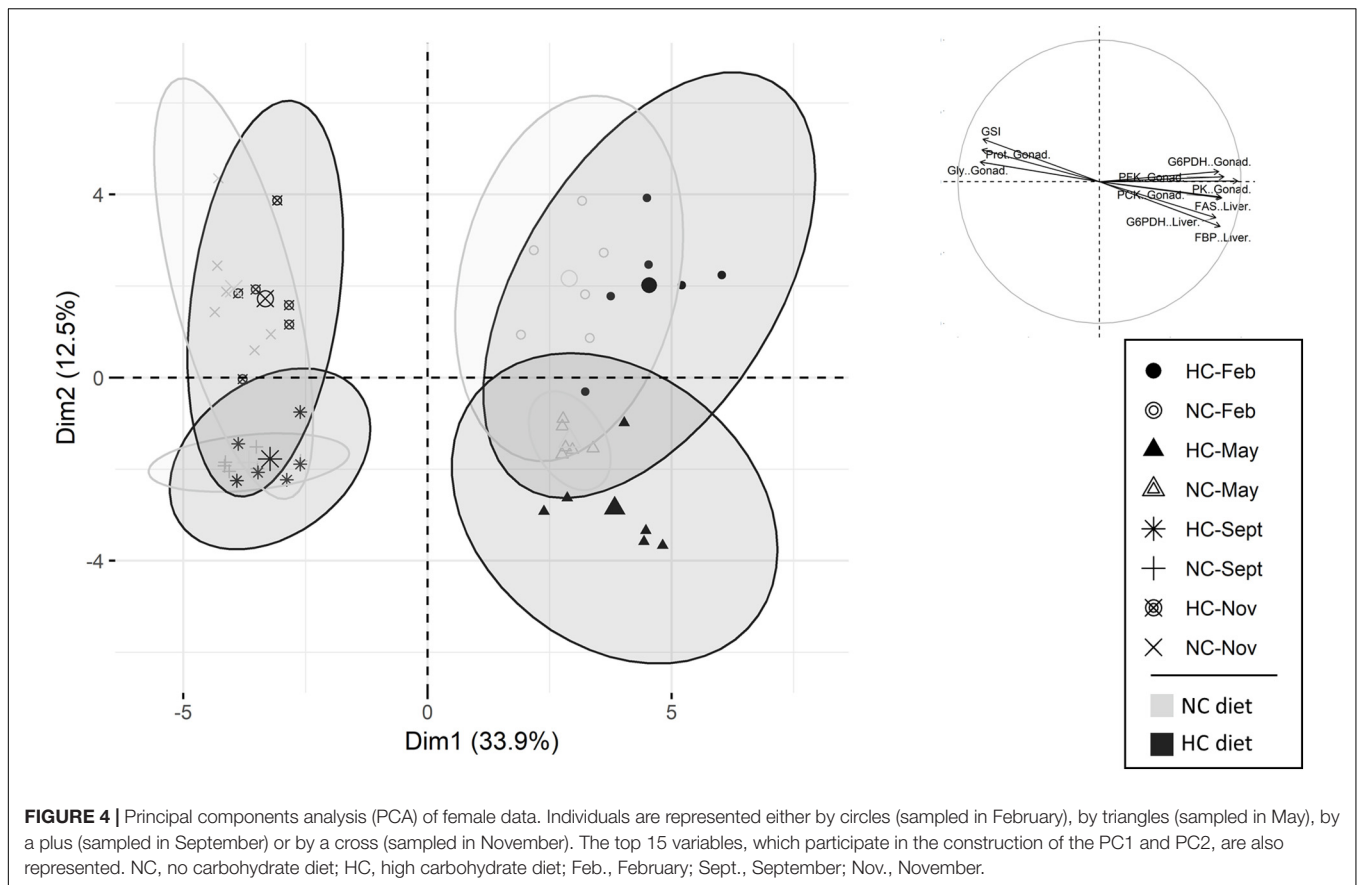 4
0
-4
Dim2 (12.5%)
-5
0
5
Dim1 (33.9%)
GSI
Prot..Gonad.
Gly..Gonad.
G6PDH..Gonad.
PFK..Gonad.
PK..Gonad.
PCK..Gonad.
FAS..Liver.
G6PDH..Liver.
FBP..Liver.
HC-Feb
NC-Feb
HC-May
NC-May
HC-Sept
NC-Sept
HC-Nov
NC-Nov
NC diet
HC diet
FIGURE 4 | Principal components analysis (PCA) of female data. Individuals are represented either by circles (sampled in February), by triangles (sampled in May), by
a plus (sampled in September) or by a cross (sampled in November). The top 15 variables, which participate in the construction of the PC1 and PC2, are also
represented. NC, no carbohydrate diet; HC, high carbohydrate diet; Feb., February; Sept., September; Nov., November.